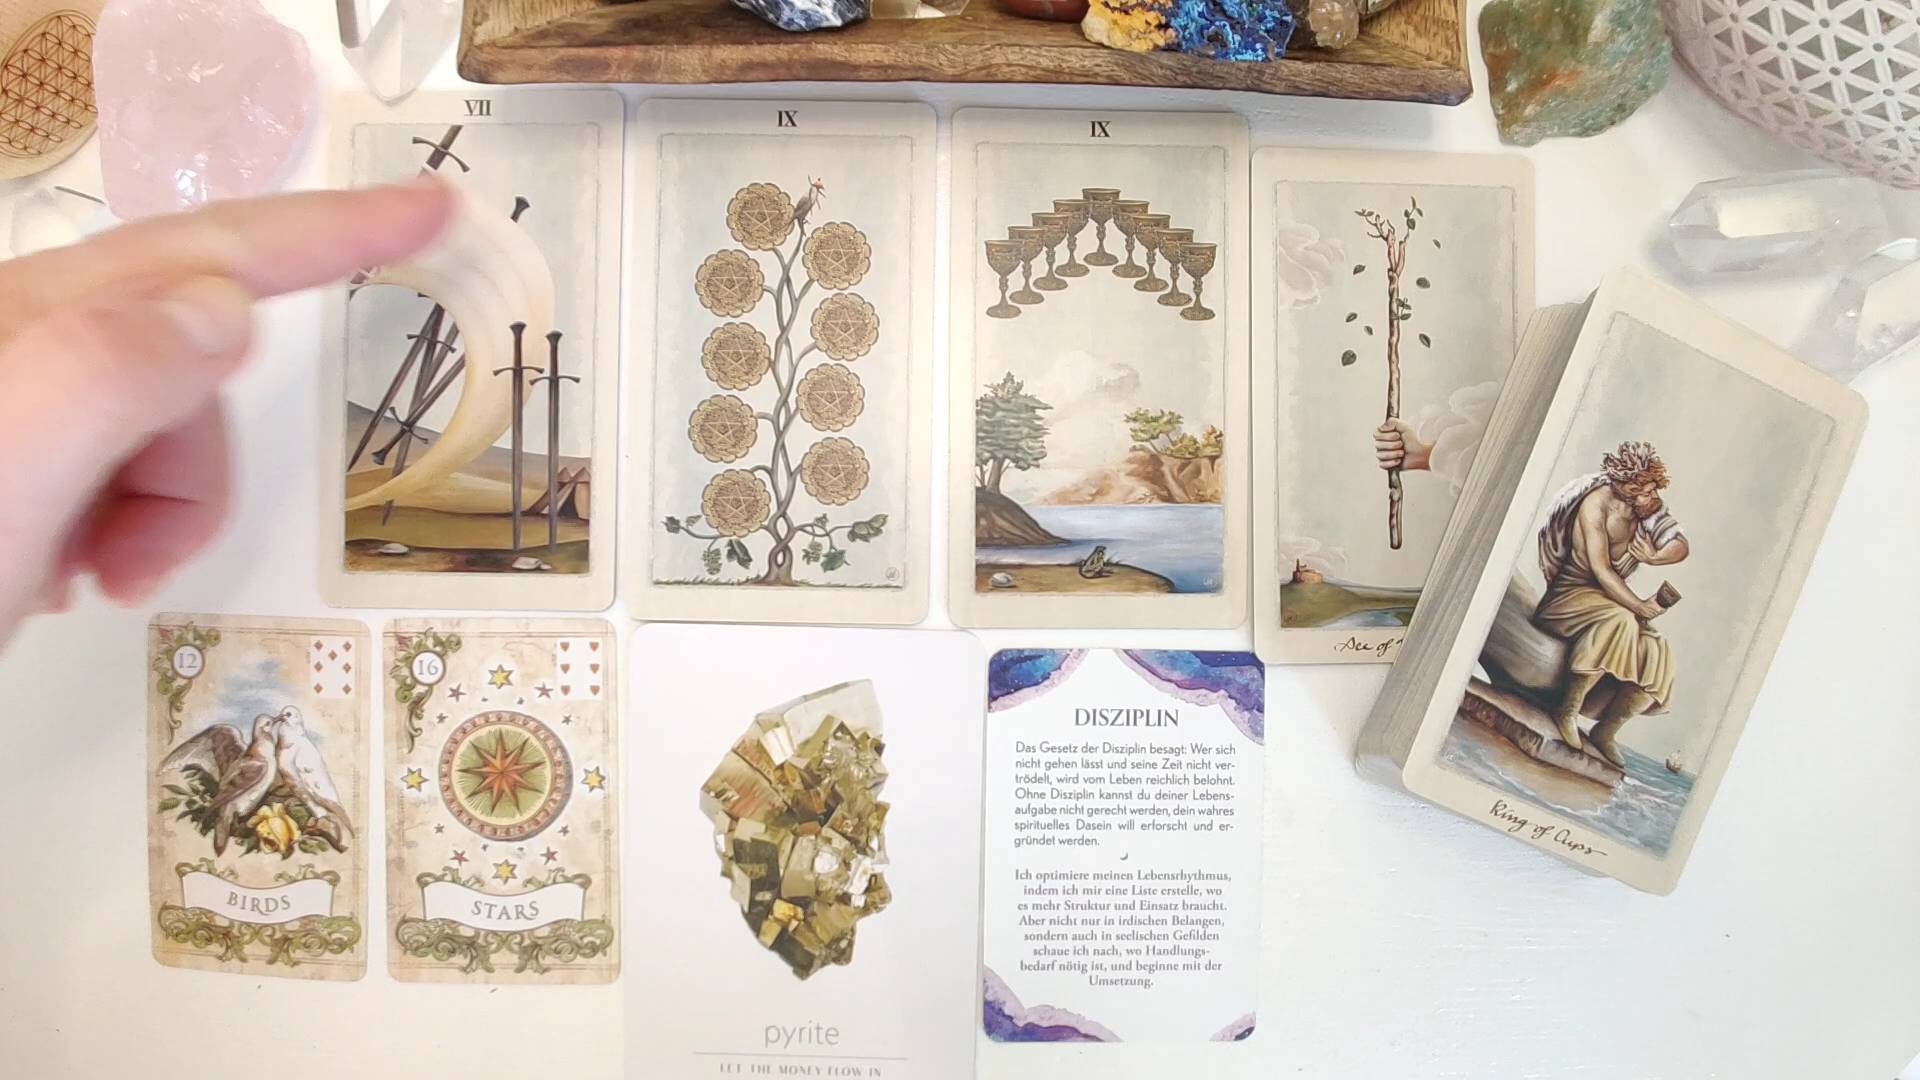 VII
IX
IX
Ace of
King of Cups
12
BIRDS
16
STARS
pyrite
LET THE MONEY FLOW IN
DISZIPLIN
Das Gesetz der Disziplin besagt: Wer sich
nicht gehen lässt und seine Zeit nicht ver-
trödelt, wird vom Leben reichlich belohnt.
Ohne Disziplin kannst du deiner Lebens-
aufgabe nicht gerecht werden, dein wahres
spirituelles Dasein will erforscht und er-
gründet werden.
Ich optimiere meinen Lebensrhythmus,
indem ich mir eine Liste erstelle, wo
es mehr Struktur und Einsatz braucht.
Aber nicht nur in irdischen Belangen,
sondern auch in seelischen Gefilden
schaue ich nach, wo Handlungs-
bedarf nötig ist, und beginne mit der
Umsetzung.